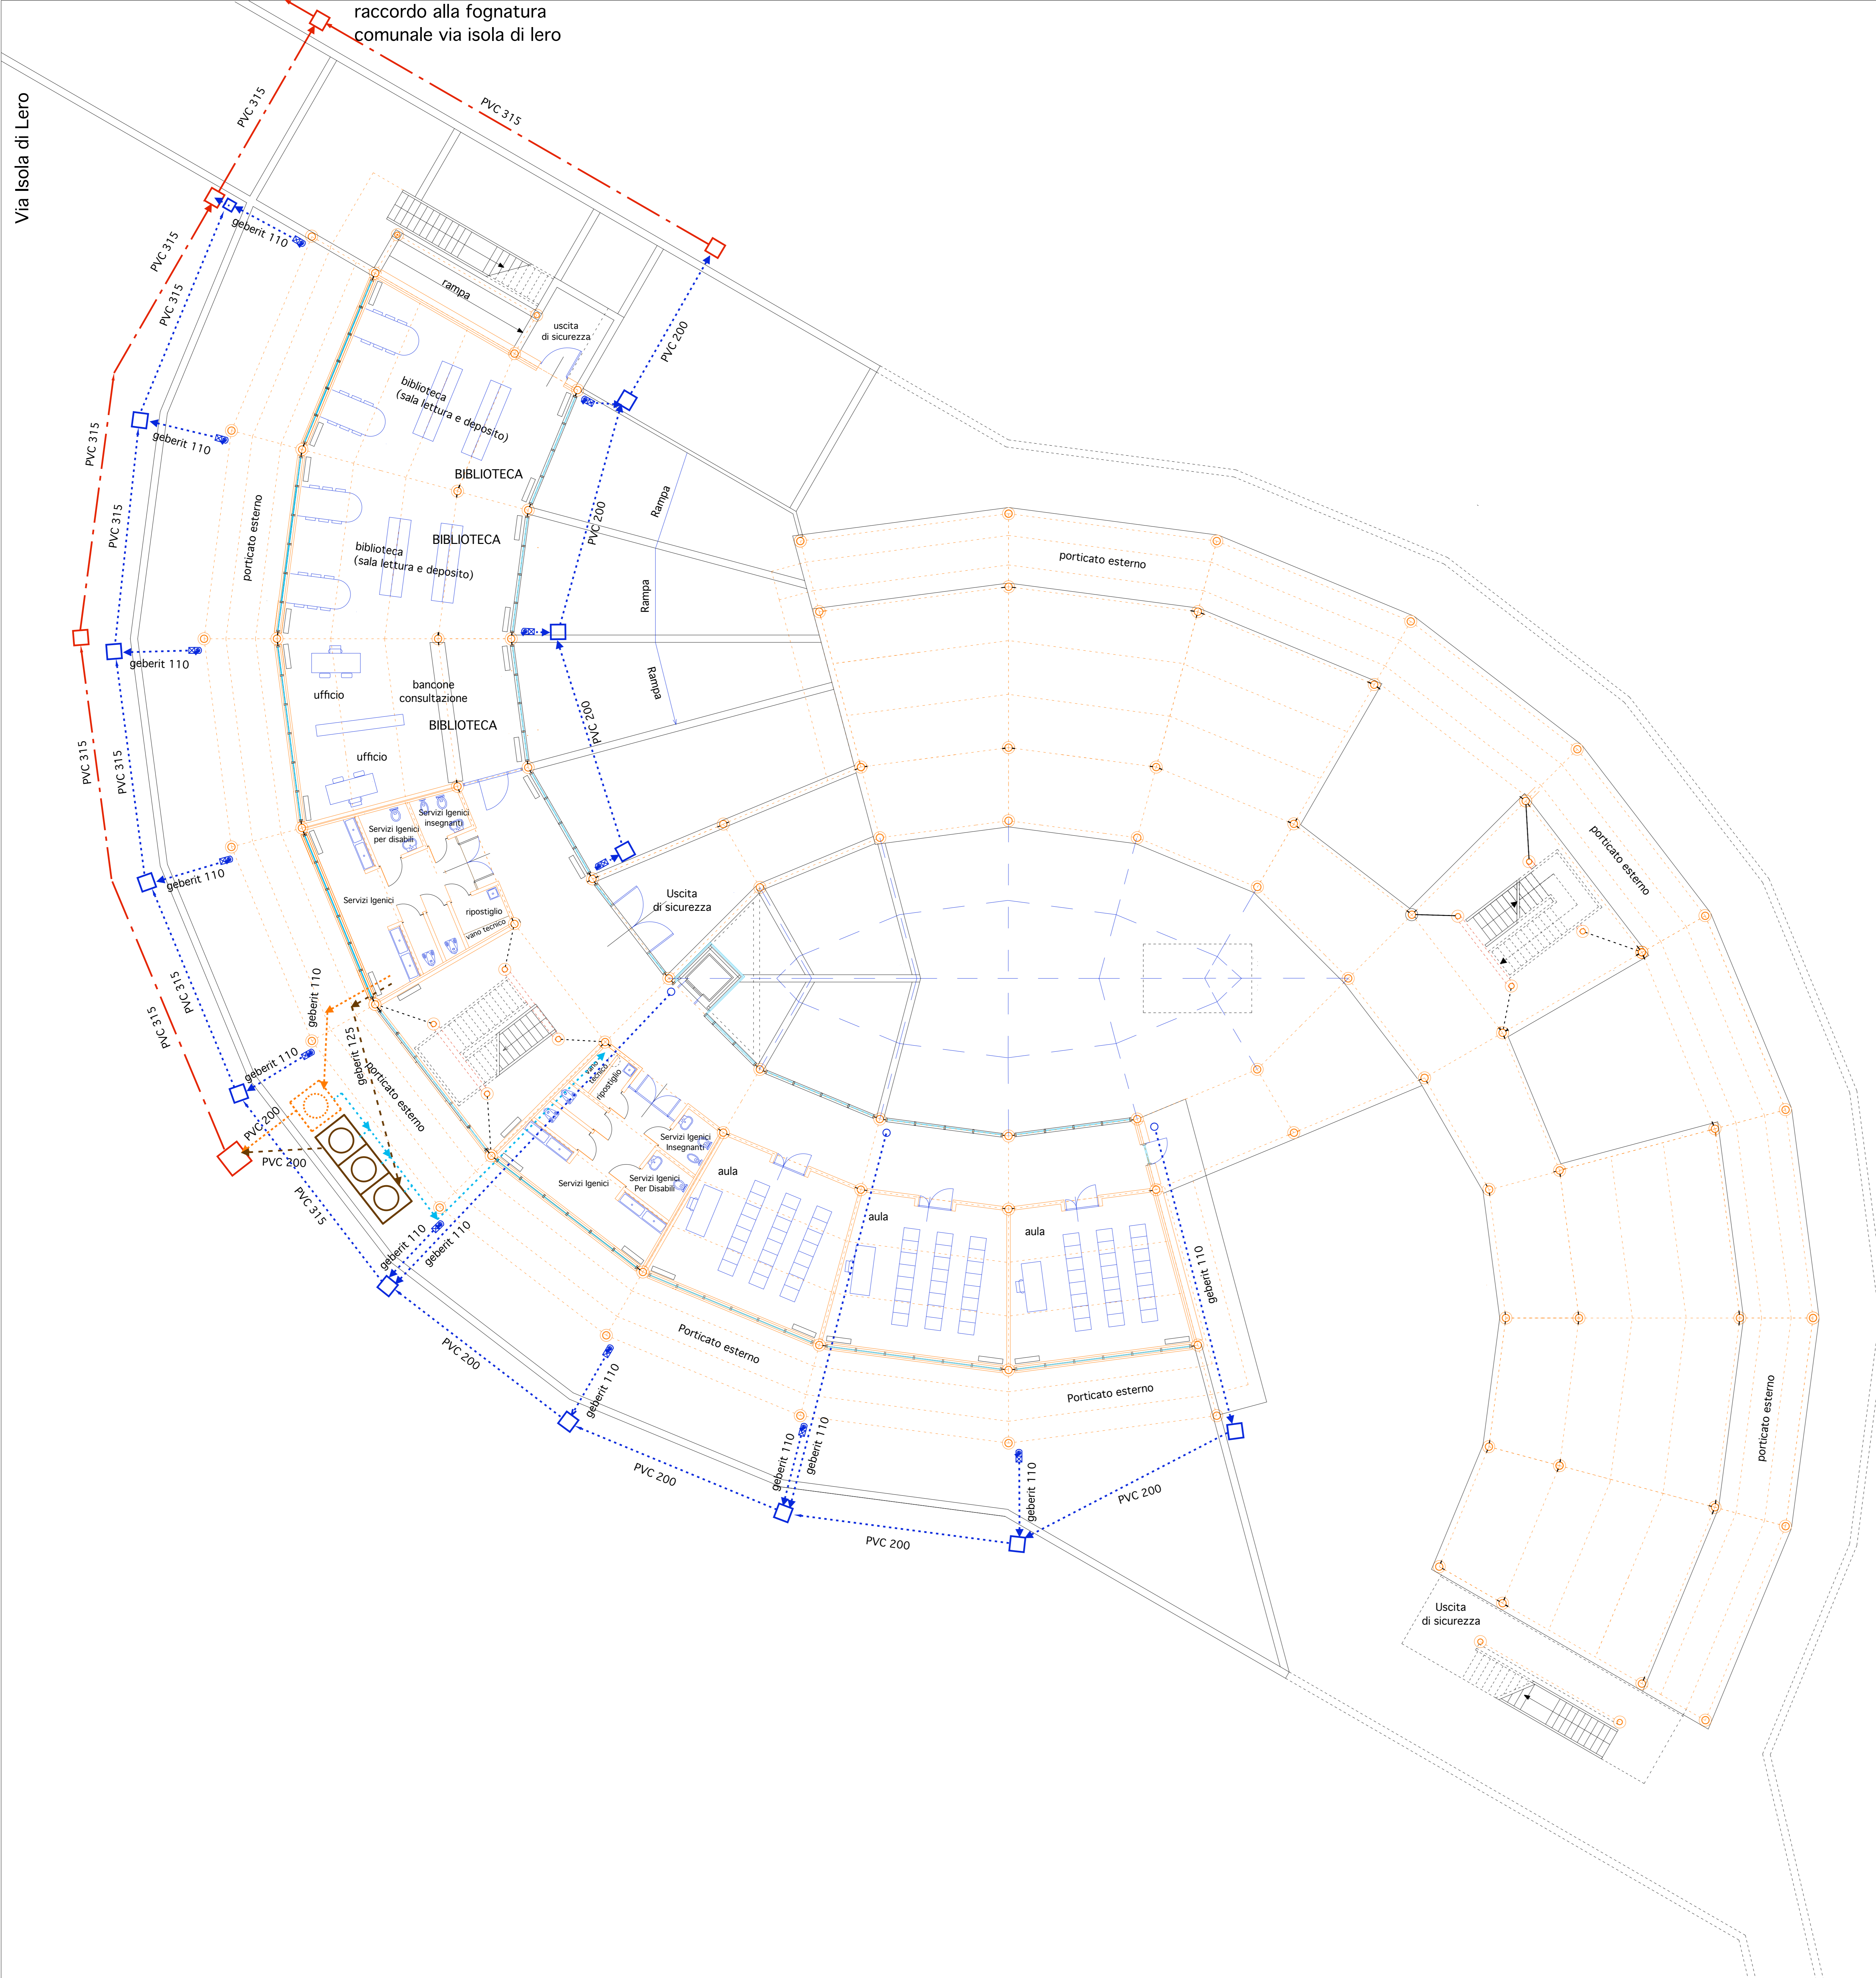 raccordo alla fognatura
comunale via isola di lero
Via Isola di Lero
PVC 315
PVC 315
geberit 110
PVC 315
PVC 315
rampa
uscita
di sicurezza
PVC 200
biblioteca
(sala lettura e deposito)
BIBLIOTECA
PVC 315
geberit 110
PVC 315
porticato esterno
Rampa
PVC 200
biblioteca
(sala lettura e deposito)
BIBLIOTECA
porticato esterno
Rampa
geberit 110
ufficio
bancone
consultazione
Rampa
PVC 200
BIBLIOTECA
ufficio
PVC 315
PVC 315
Servizi Igenici
insegnanti
Servizi Igenici
per disabili
porticato esterno
geberit 110
Servizi Igenici
ripostiglio
vano tecnico
Uscita
di sicurezza
PVC 315
PVC 315
geberit 110
geberit 110
geberit 125
porticato esterno
PVC 200
PVC 200
PVC 315
vano
tecnico
ripostiglio
Servizi Igenici
Insegnanti
Servizi Igenici
Per Disabili
Servizi Igenici
aula
aula
aula
geberit 110
geberit 110
geberit 110
PVC 200
Porticato esterno
Porticato esterno
geberit 110
PVC 200
geberit 110
geberit 110
geberit 110
PVC 200
PVC 200
porticato esterno
Uscita
di sicurezza